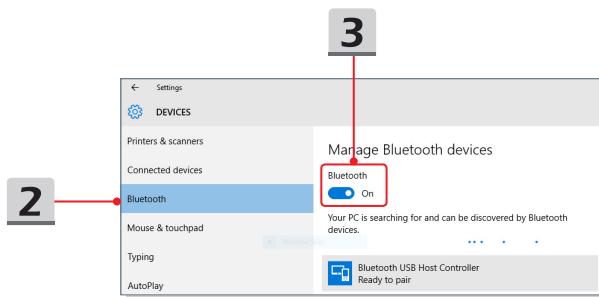 3
← Settings
DEVICES
Printers & scanners
Connected devices
Bluetooth
Mouse & touchpad
Typing
AutoPlay
2
Manage Bluetooth devices
Bluetooth
On
Your PC is searching for and can be discovered by Bluetooth
devices.
Bluetooth USB Host Controller
Ready to pair